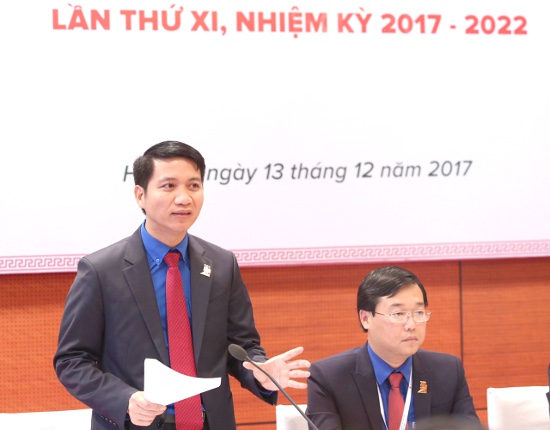 LẦN THỨ XI, NHIỆM KỲ 2017 - 2022
ngày 13 tháng 12 năm 2017